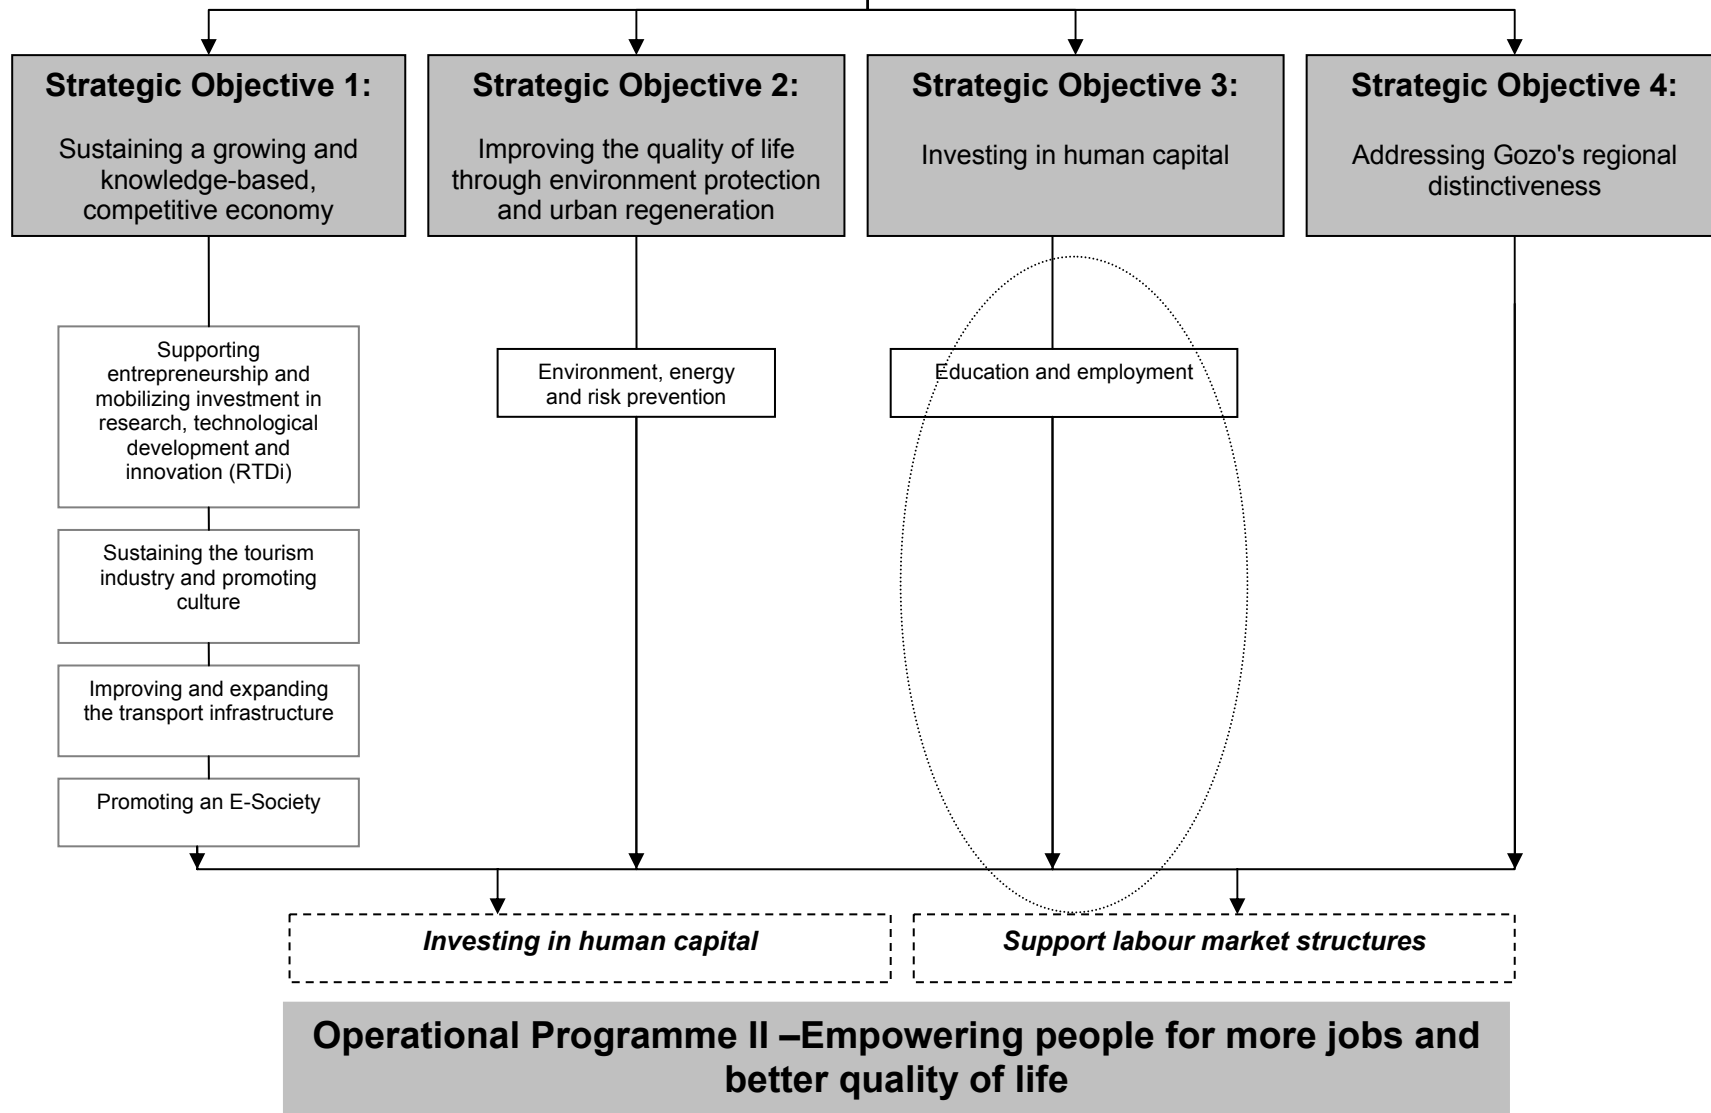 Strategic Objective 1:
Sustaining a growing and
knowledge-based,
competitive economy
Strategic Objective 2:
Improving the quality of life
through environment protection
and urban regeneration
Strategic Objective 3:
Investing in human capital
Strategic Objective 4:
Addressing Gozo's regional
distinctiveness
Supporting
entrepreneurship and
mobilizing investment in
research, technological
development and
innovation (RTDi)
Sustaining the tourism
industry and promoting
culture
Improving and expanding
the transport infrastructure
Promoting an E-Society
Environment, energy
and risk prevention
Education and employment
Investing in human capital
Support labour market structures
Operational Programme II –Empowering people for more jobs and
better quality of life